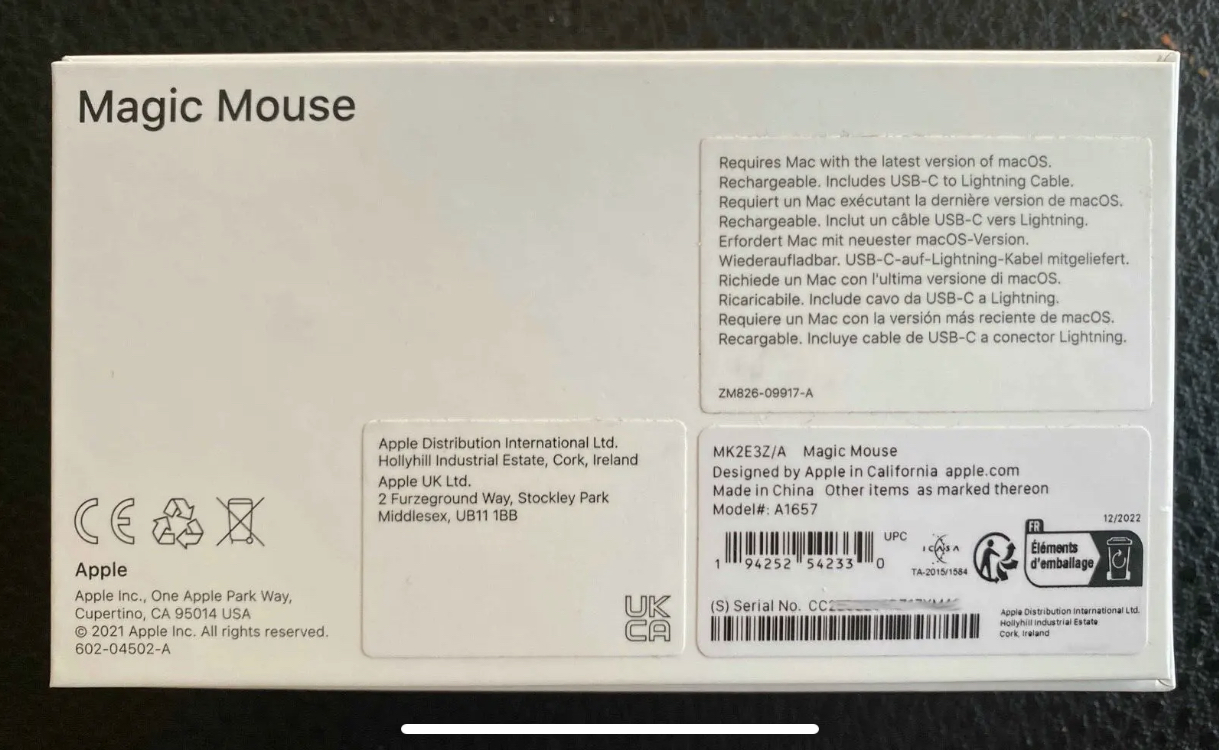 Magic Mouse
Requires Mac with the latest version of macOS.
Rechargeable. Includes USB-C to Lightning Cable.
Requiert un Mac exécutant la dernière version de macOS.
Rechargeable. Inclut un câble USB-C vers Lightning.
Erfordert Mac mit neuester macOS-Version.
Wiederaufladbar. USB-C-auf-Lightning-Kabel mitgeliefert.
Richiede un Mac con l'ultima versione di macOS.
Ricaricabile. Include cavo da USB-C a Lightning.
Requiere un Mac con la versión más reciente de macOS.
Recargable. Incluye cable de USB-C a conector Lightning.
ZM826-09917-A
Apple Distribution International Ltd.
Hollyhill Industrial Estate, Cork, Ireland
Apple UK Ltd.
2 Furzeground Way, Stockley Park
Middlesex, UB11 1BB
UK
CA
MK2E3Z/A Magic Mouse
Designed by Apple in California apple.com
Made in China Other items as marked thereon
Model#: A1657
UPC
1 94252 54233 0
ICASA
TA-2015/1584
12/2022
FR
Éléments
d'emballage
(S) Serial No.
Apple Distribution International Ltd.
Hollyhill Industrial Estate
Cork, Ireland
CE
Apple
Apple Inc., One Apple Park Way,
Cupertino, CA 95014 USA
© 2021 Apple Inc. All rights reserved.
602-04502-A